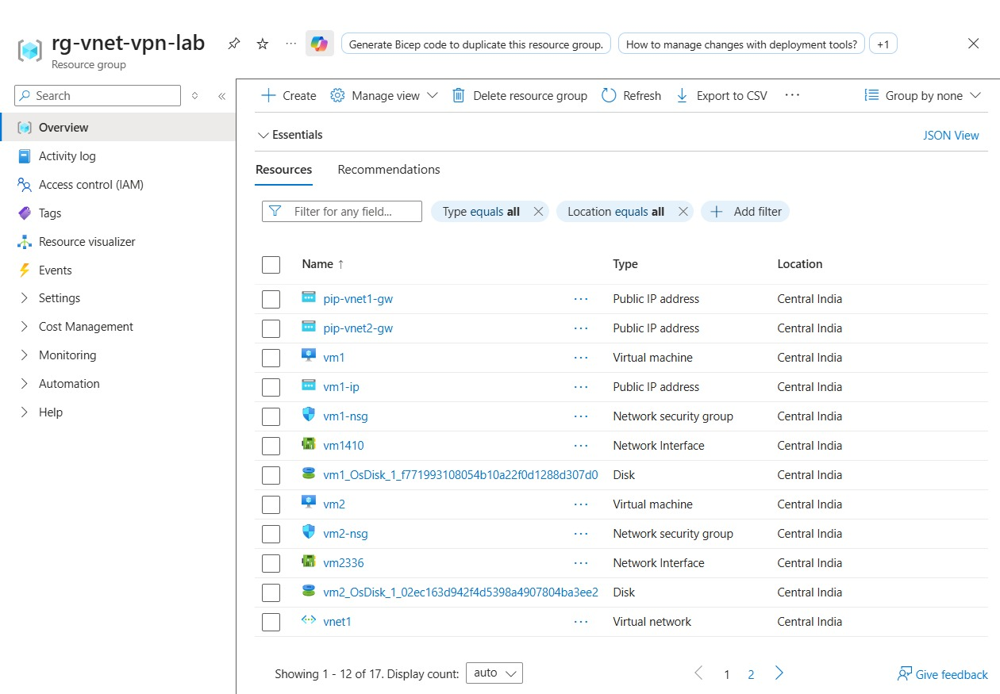 rg-vnet-vpn-lab
Resource group
Generate Bicep code to duplicate this resource group.
How to manage changes with deployment tools?
+1
Search
Overview
Activity log
Access control (IAM)
Tags
Resource visualizer
Events
Settings
Cost Management
Monitoring
Automation
Help
Create Manage view Delete resource group Refresh Export to CSV ··· Group by none
Essentials JSON View
Resources Recommendations
Filter for any field... Type equals all Location equals all Add filter
Name ↑ Type Location
pip-vnet1-gw ··· Public IP address Central India
pip-vnet2-gw ··· Public IP address Central India
vm1 ··· Virtual machine Central India
vm1-ip ··· Public IP address Central India
vm1-nsg ··· Network security group Central India
vm1410 ··· Network Interface Central India
vm1_OsDisk_1_f771993108054b10a22f0d1288d307d0 Disk Central India
vm2 ··· Virtual machine Central India
vm2-nsg ··· Network security group Central India
vm2336 ··· Network Interface Central India
vm2_OsDisk_1_02ec163d942f4d5398a4907804ba3ee2 Disk Central India
vnet1 ··· Virtual network Central India
Showing 1 - 12 of 17. Display count: auto 1 2 Give feedback